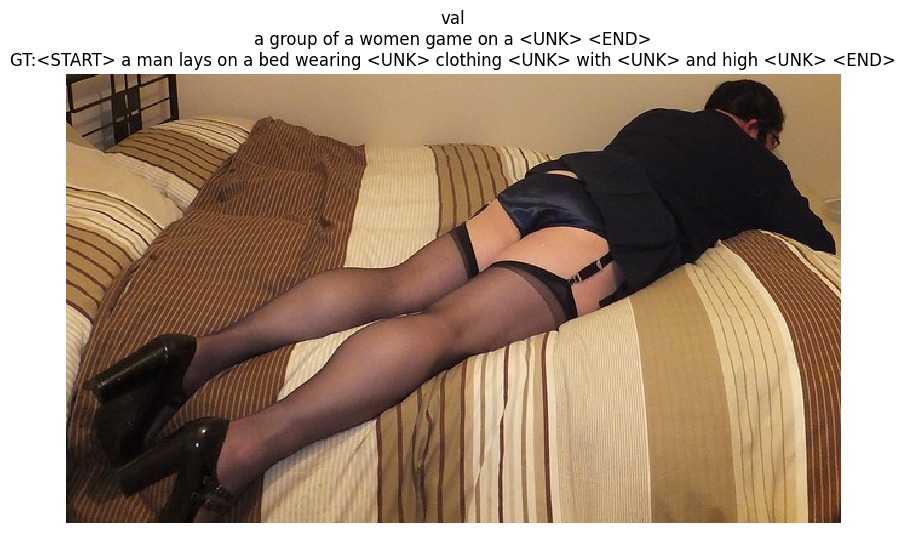 val
a group of a women game on a <UNK> <END>
GT:<START> a man lays on a bed wearing <UNK> clothing <UNK> with <UNK> and high <UNK> <END>